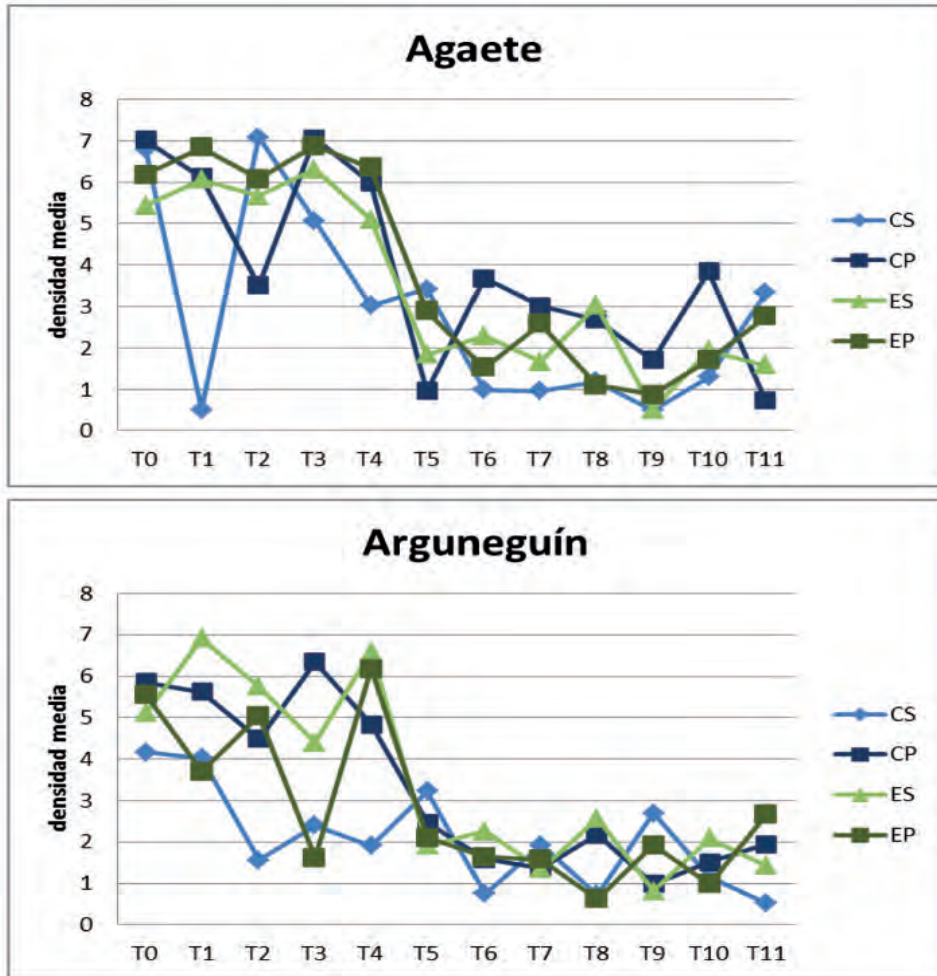 Agaete
8
7
6
5
4
3
2
1
0
densidad media
T0 T1 T2 T3 T4 T5 T6 T7 T8 T9 T10 T11
CS
CP
ES
EP
Arguneguín
8
7
6
5
4
3
2
1
0
densidad media
T0 T1 T2 T3 T4 T5 T6 T7 T8 T9 T10 T11
CS
CP
ES
EP